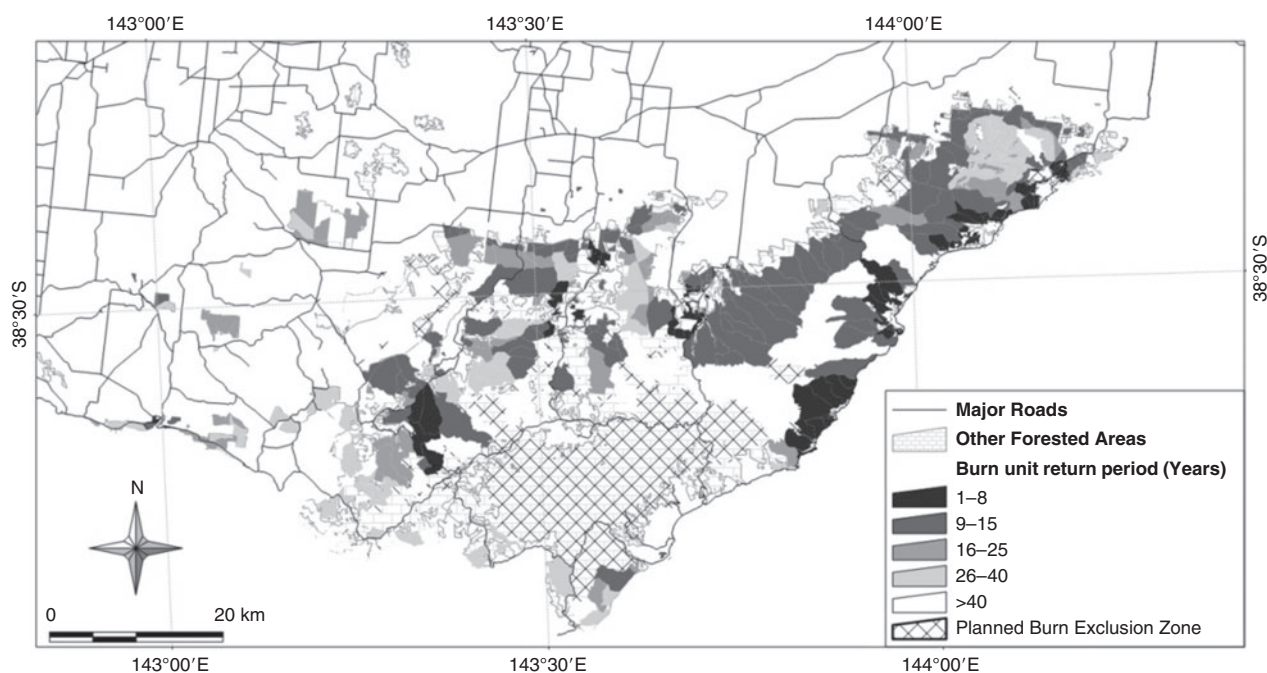 143°00′E 143°30′E 144°00′E
38°30′S
38°30′S
Major Roads
Other Forested Areas
Burn unit return period (Years)
1–8
9–15
16–25
26–40
>40
Planned Burn Exclusion Zone
N
0 20 km
143°00′E 143°30′E 144°00′E